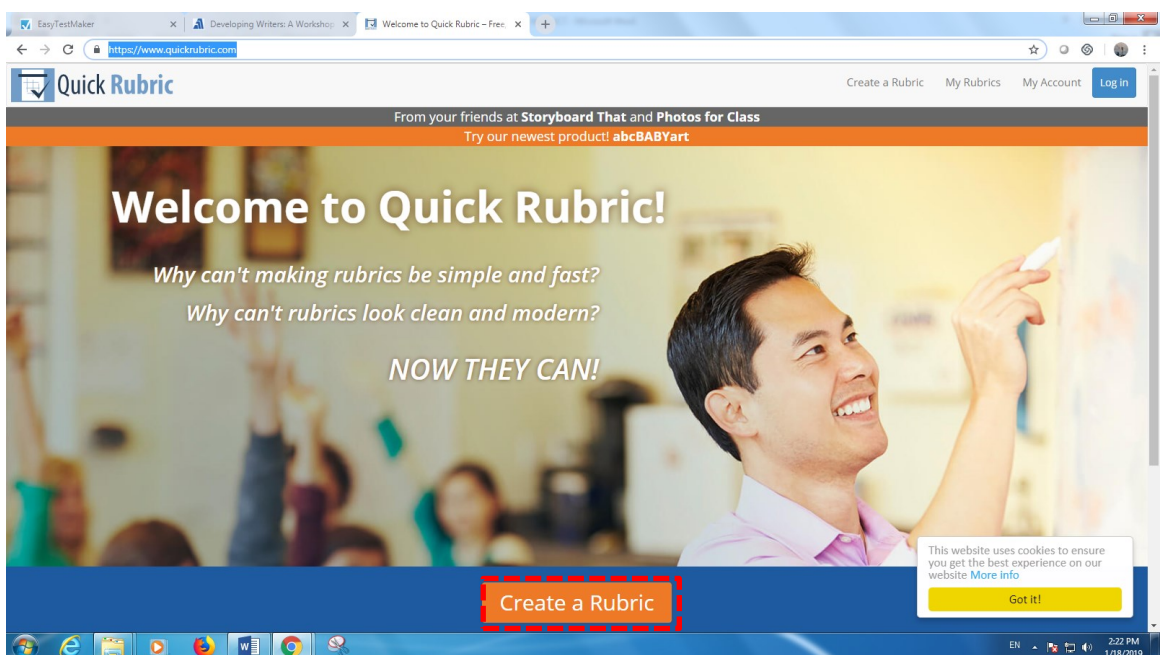 EasyTestMaker
Developing Writers: A Workshop
Welcome to Quick Rubric – Free,
https://www.quickrubric.com
Quick Rubric
Create a Rubric
My Rubrics
My Account
Log in
From your friends at Storyboard That and Photos for Class
Try our newest product! abcBABYart
Welcome to Quick Rubric!
Why can't making rubrics be simple and fast?
Why can't rubrics look clean and modern?
NOW THEY CAN!
This website uses cookies to ensure
you get the best experience on our
website More info
Got it!
Create a Rubric
EN
2:22 PM
1/18/2019